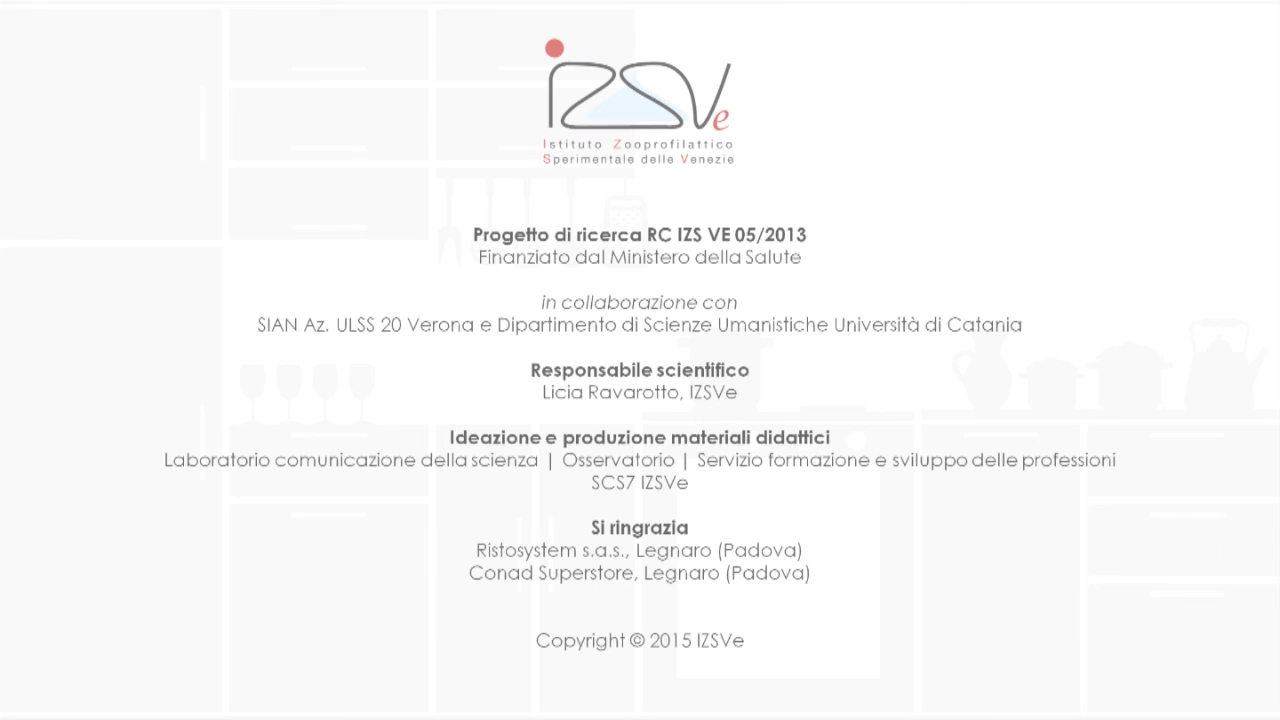 iZSVe
Istituto Zooprofilattico
Sperimentale delle Venezie
Progetto di ricerca RC IZS VE 05/2013
Finanziato dal Ministero della Salute
in collaborazione con
SIAN Az. ULSS 20 Verona e Dipartimento di Scienze Umanistiche Università di Catania
Responsabile scientifico
Licia Ravarotto, IZSVe
Ideazione e produzione materiali didattici
Laboratorio comunicazione della scienza | Osservatorio | Servizio formazione e sviluppo delle professioni
SCS7 IZSVe
Si ringrazia
Ristosystem s.a.s., Legnaro (Padova)
Conad Superstore, Legnaro (Padova)
Copyright © 2015 IZSVe